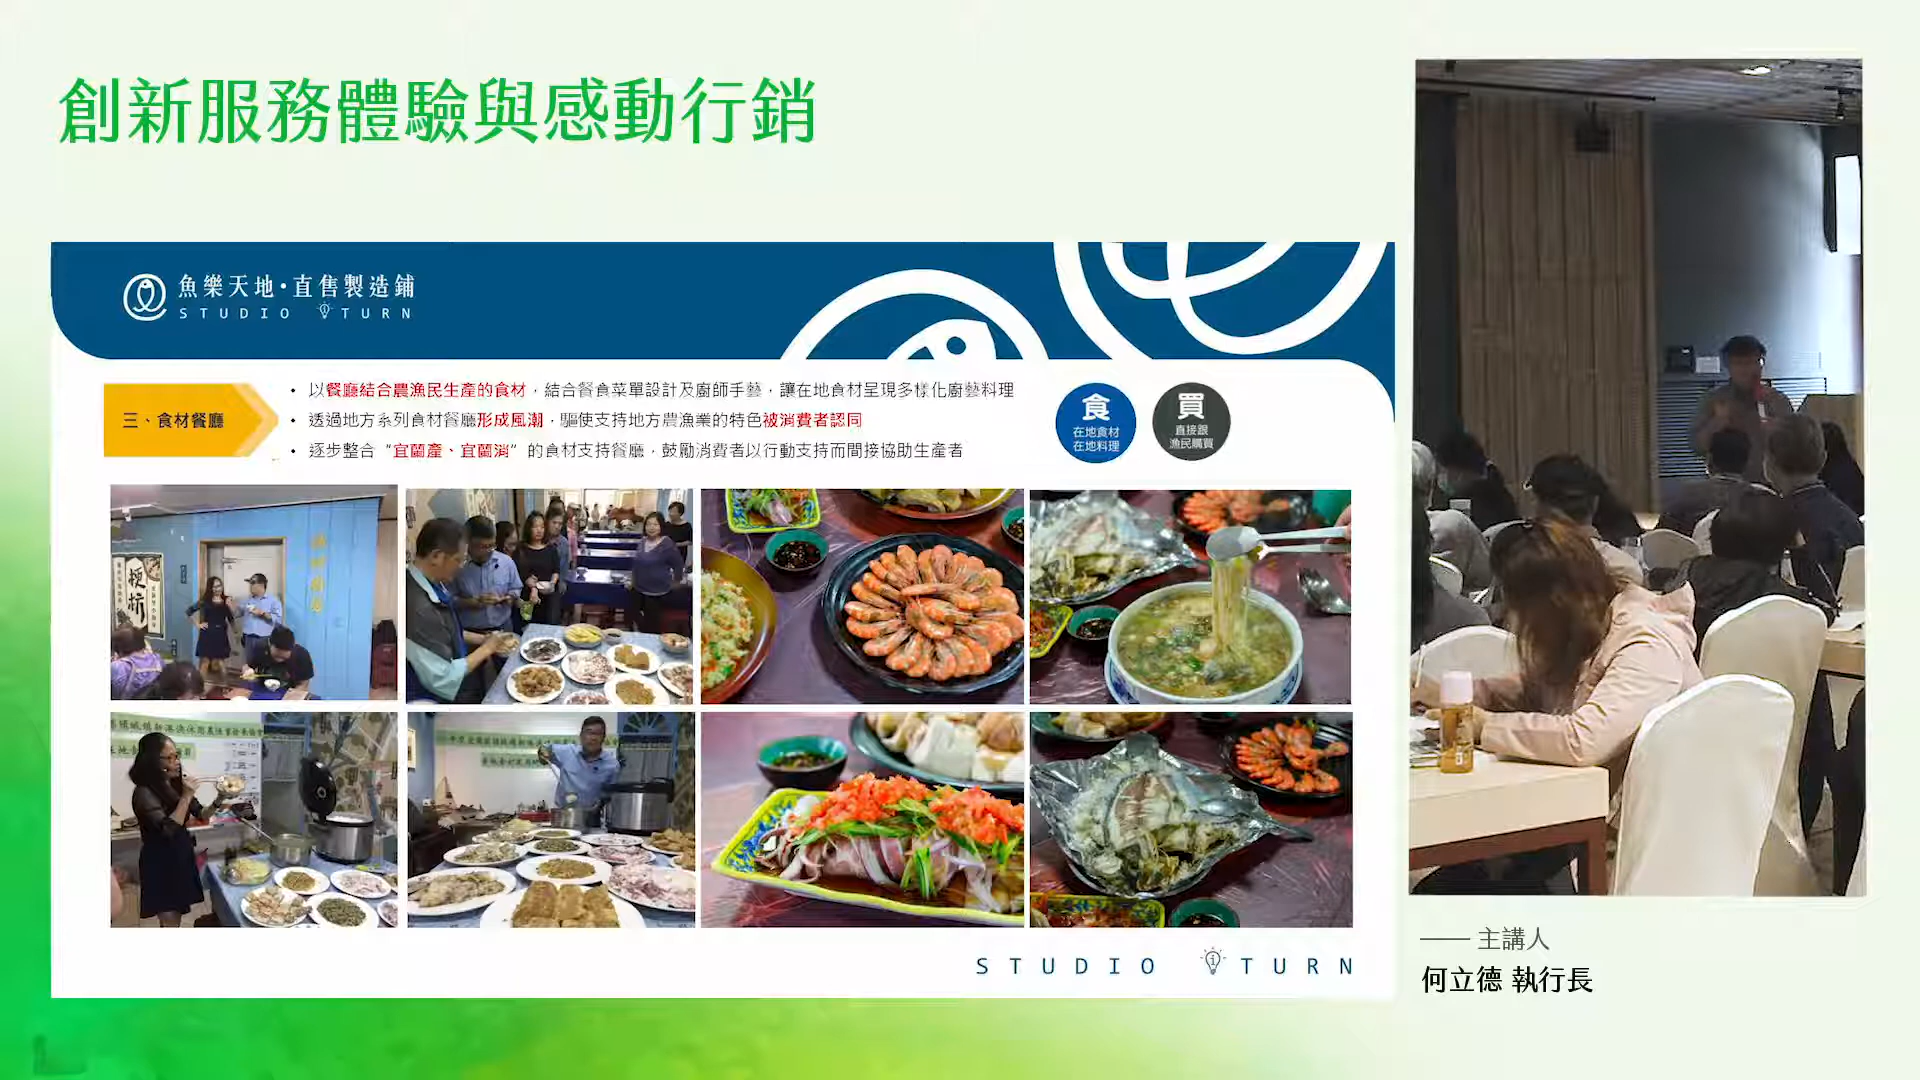 創新服務體驗與感動行銷
魚樂天地・直售製造鋪
STUDIO iTURN
三、食材餐廳
• 以餐廳結合農漁民生產的食材，結合餐食菜單設計及廚師手藝，讓在地食材呈現多樣化廚藝料理
• 透過地方系列食材餐廳形成風潮，驅使支持地方農漁業的特色被消費者認同
• 逐步整合“宜蘭產、宜蘭消”的食材支持餐廳，鼓勵消費者以行動支持而間接協助生產者
食
在地食材
在地料理
買
直接跟
漁民購買
梗枋
STUDIO iTURN
—— 主講人
何立德 執行長